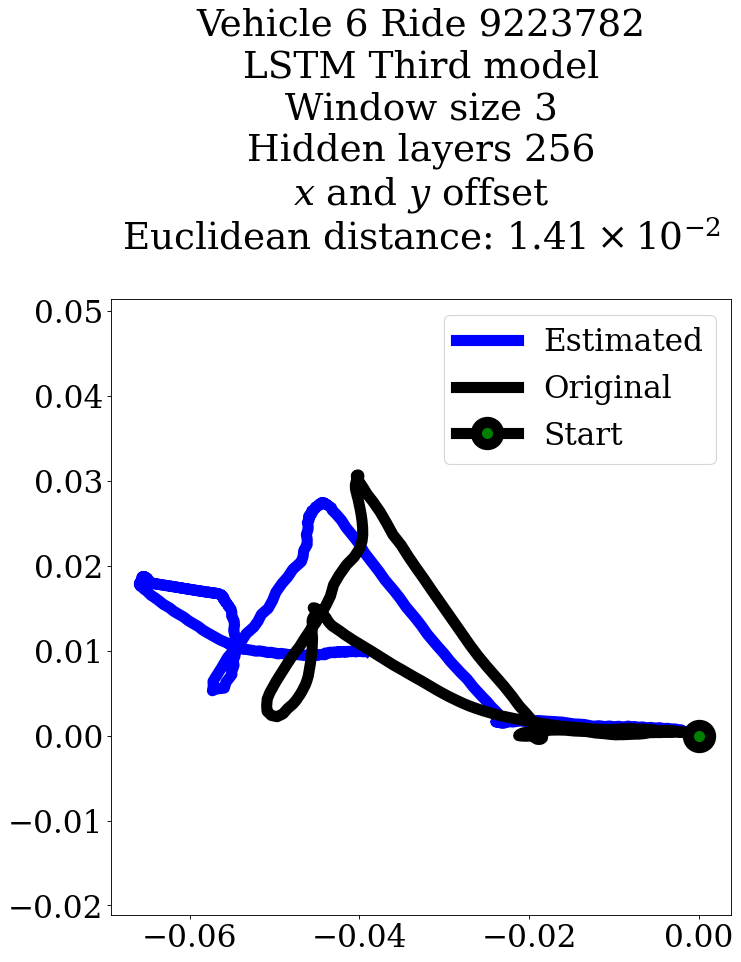 Vehicle 6 Ride 9223782
LSTM Third model
Window size 3
Hidden layers 256
x and y offset
Euclidean distance: 1.41 × 10⁻²
0.05
0.04
0.03
0.02
0.01
0.00
−0.01
−0.02
Estimated
Original
Start
−0.06
−0.04
−0.02
0.00